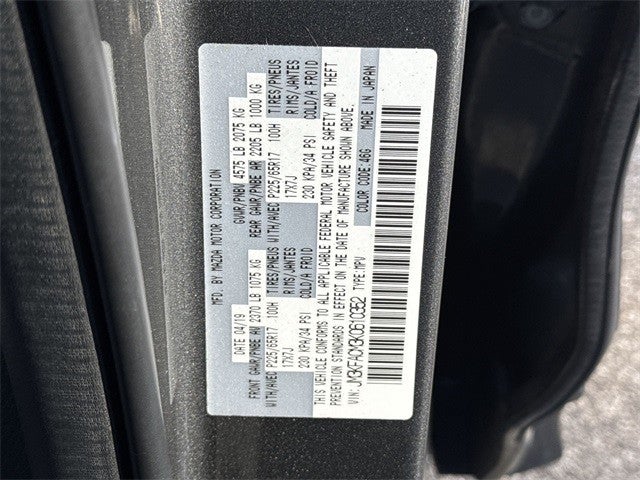 MFD BY MAZDA MOTOR CORPORATION
DATE 04/19 GVWR/PNBV 4575 LB 2075 KG
FRONT GAWR/PNBE AV 2370 LB 1075 KG REAR GAWR/PNBE AR 2205 LB 1000 KG
WITH/AVEC P225/65R17 100H TIRES/PNEUS WITH/AVEC P225/65R17 100H TIRES/PNEUS
17X7J RIMS/JANTES 17X7J RIMS/JANTES
230 KPA/34 PSI COLD/A FROID 230 KPA/34 PSI COLD/A FROID
THIS VEHICLE CONFORMS TO ALL APPLICABLE FEDERAL MOTOR VEHICLE SAFETY AND THEFT
PREVENTION STANDARDS IN EFFECT ON THE DATE OF MANUFACTURE SHOWN ABOVE.
VIN: TYPE: MPV COLOR CODE: 46G MADE IN JAPAN